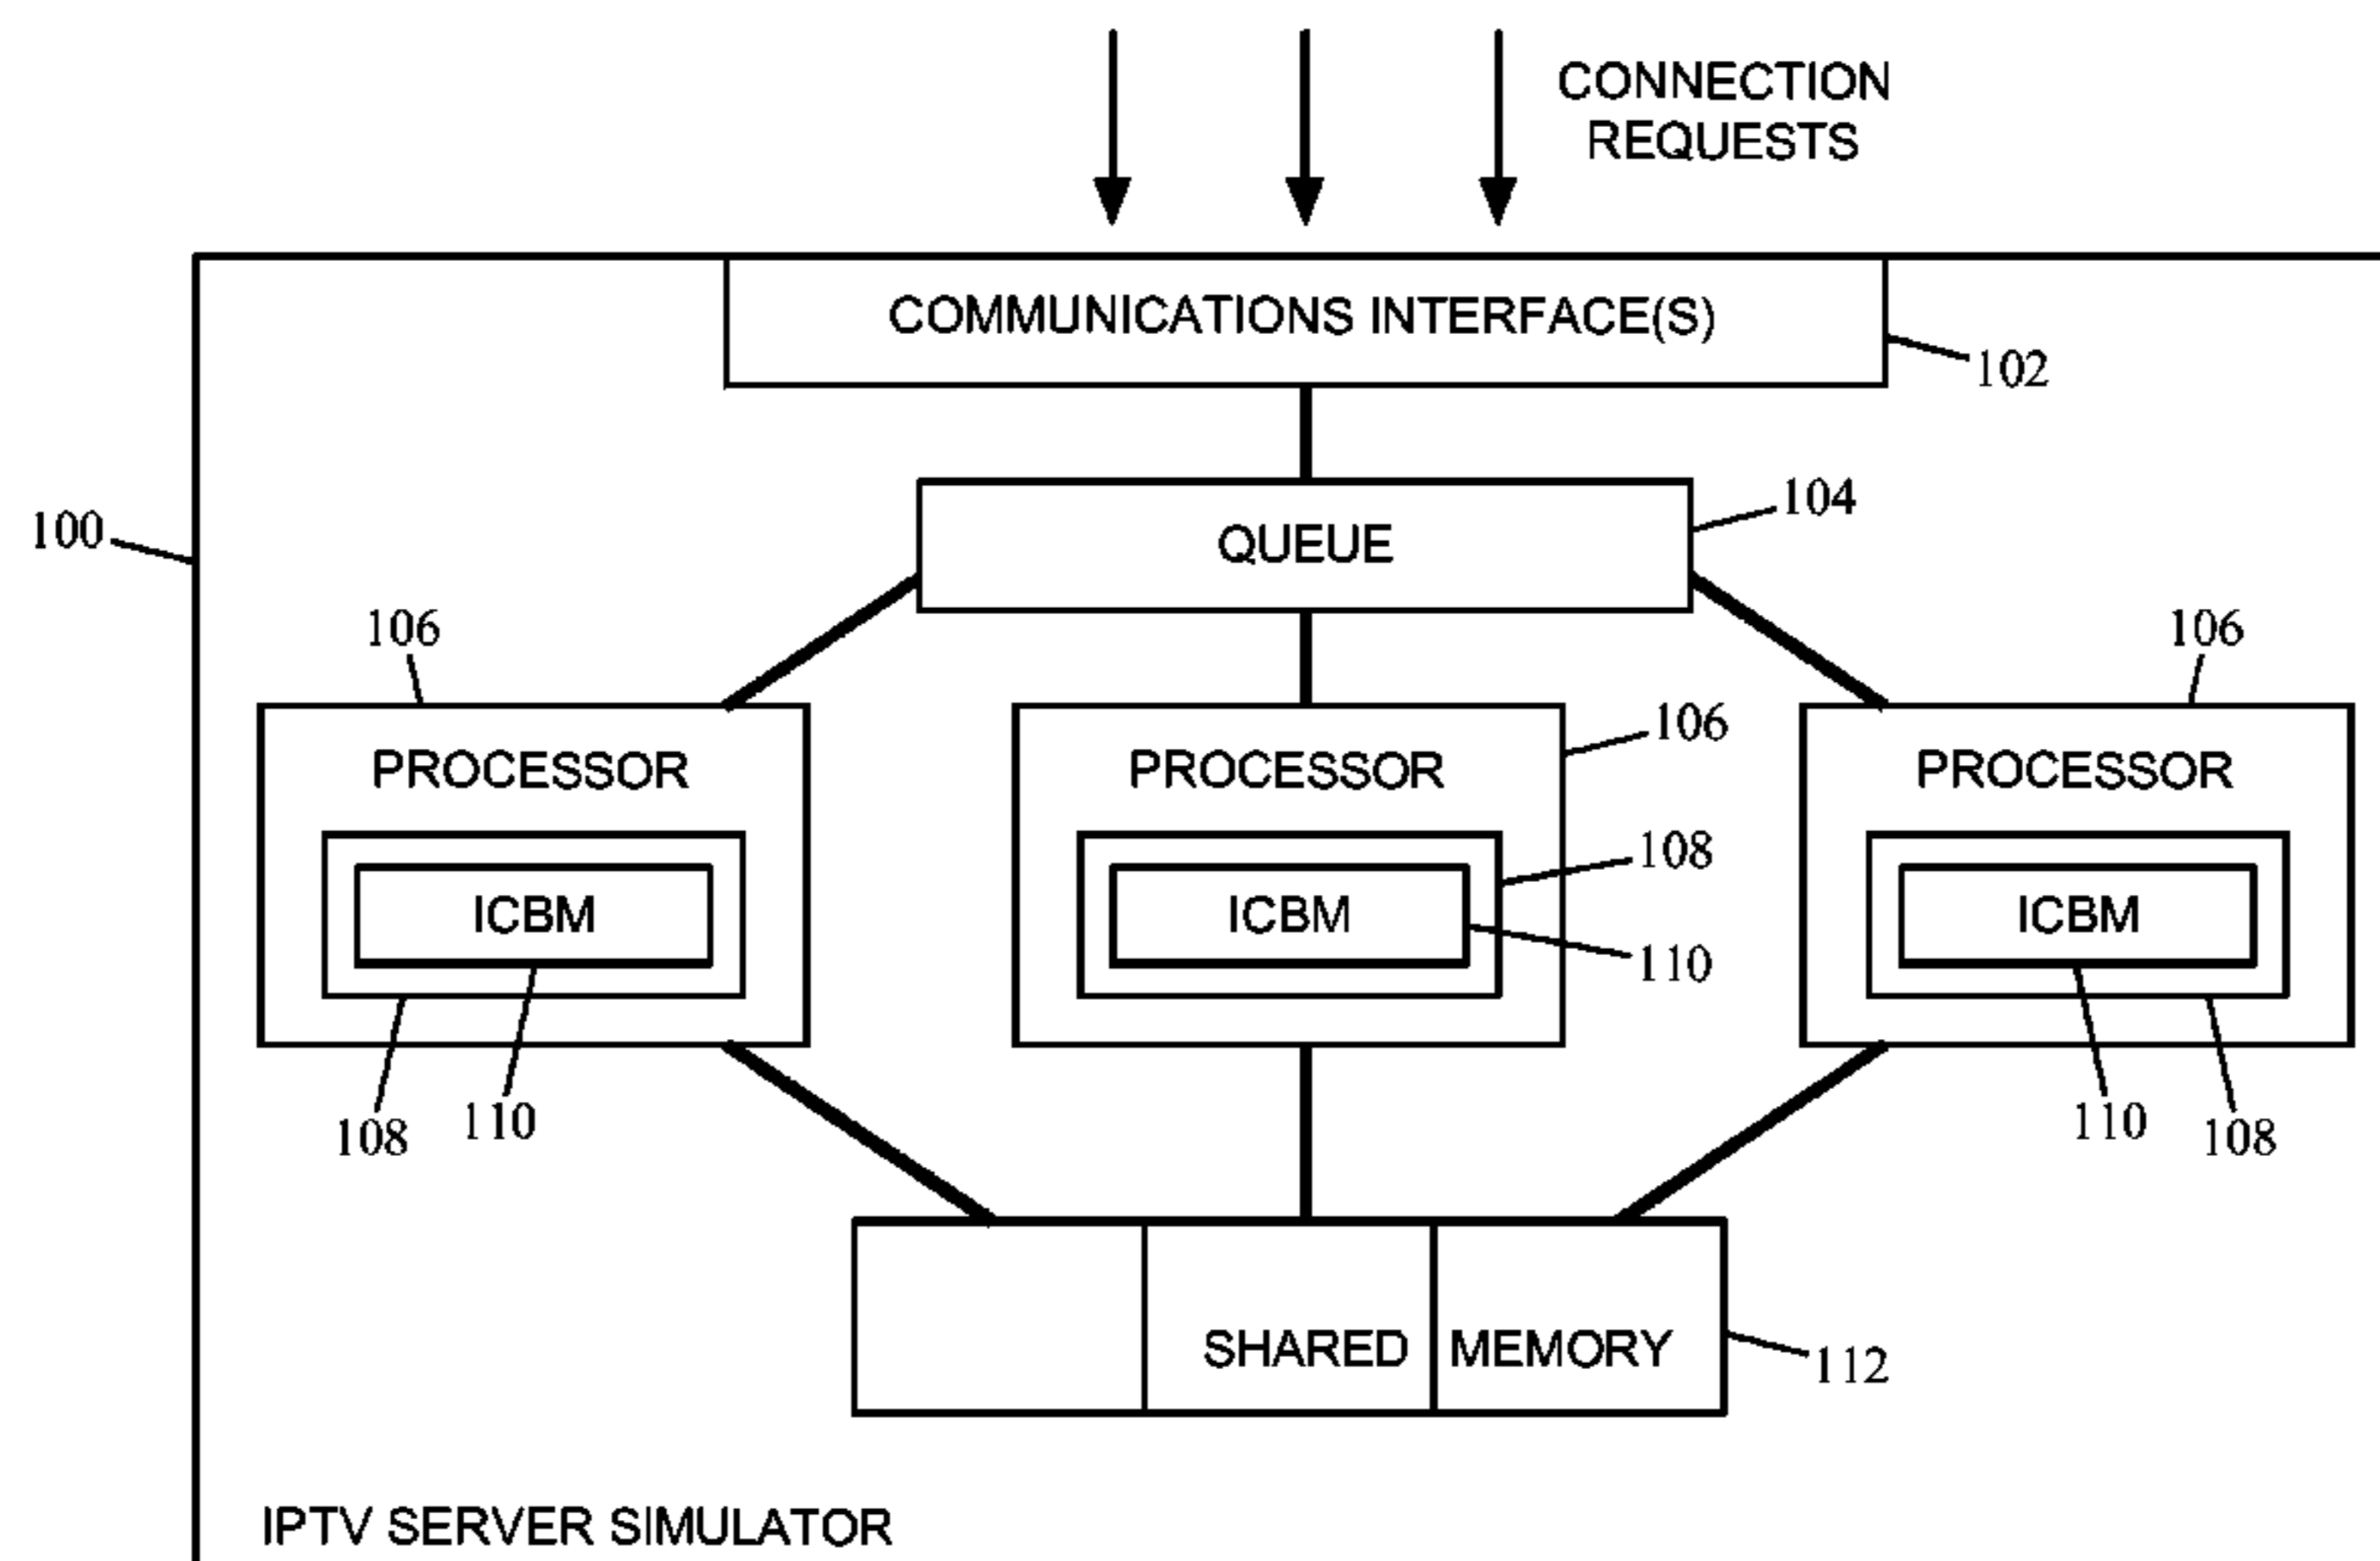 CONNECTION
REQUESTS
COMMUNICATIONS INTERFACE(S)
102
100
QUEUE
104
106
106
106
PROCESSOR
PROCESSOR
PROCESSOR
108
ICBM
ICBM
ICBM
110
108
110
110
108
SHARED MEMORY
112
IPTV SERVER SIMULATOR